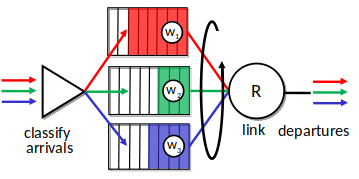 w1
w2
w3
R
classify
arrivals
link
departures